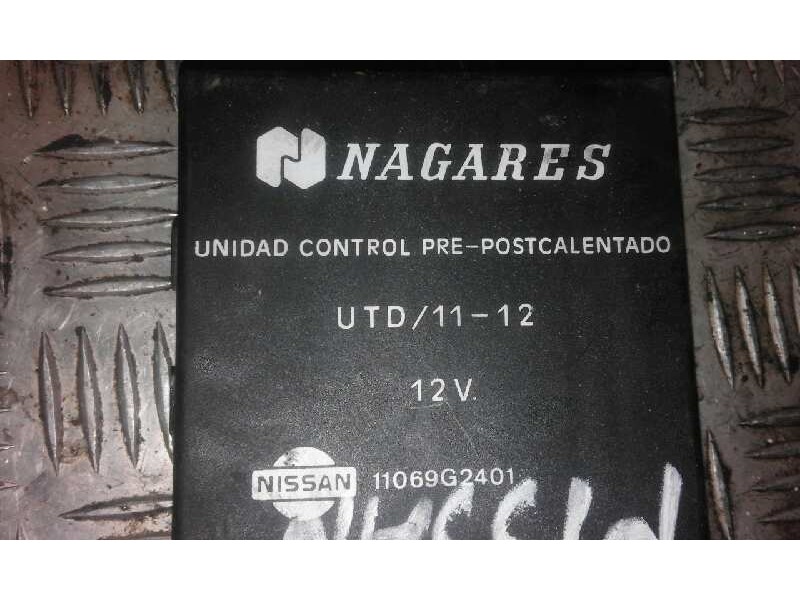 NAGARES
UNIDAD CONTROL PRE-POSTCALENTADO
UTD/11-12
12V.
NISSAN 11069G2401